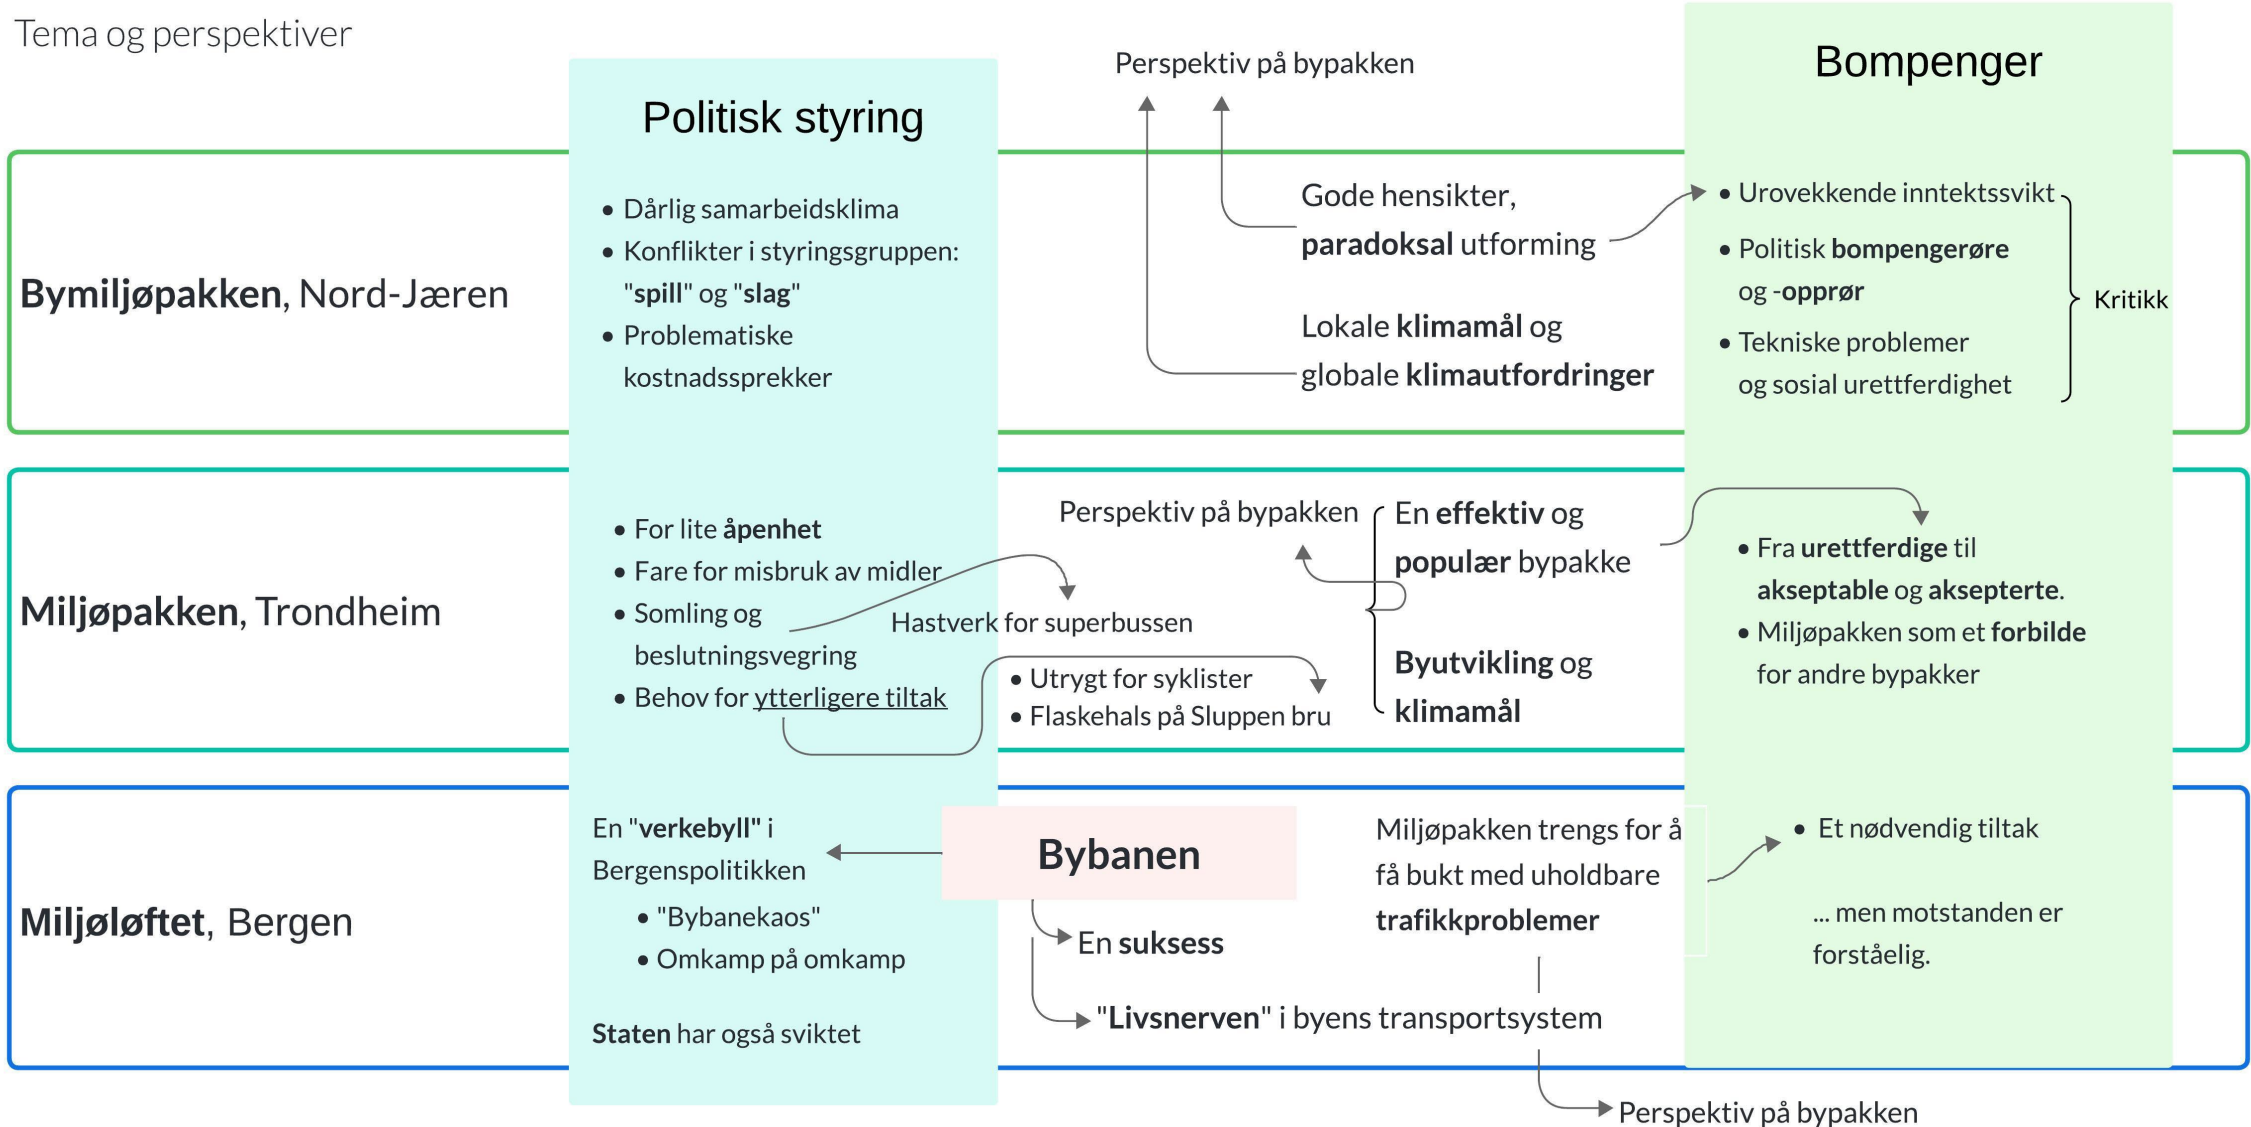 Tema og perspektiver
Politisk styring
Perspektiv på bypakken
Bompenger
Bymiljøpakken, Nord-Jæren
• Dårlig samarbeidsklima
• Konflikter i styringsgruppen:
"spill" og "slag"
• Problematiske
kostnadssprekker
Gode hensikter,
paradoksal utforming
Lokale klimamål og
globale klimautfordringer
• Urovekkende inntektssvikt
• Politisk bompengerøre
og -opprør
• Tekniske problemer
og sosial urettferdighet
Kritikk
Miljøpakken, Trondheim
• For lite åpenhet
• Fare for misbruk av midler
• Somling og
beslutningsvegring
• Behov for ytterligere tiltak
Hastverk for superbussen
• Utrygt for syklister
• Flaskehals på Sluppen bru
Perspektiv på bypakken
En effektiv og
populær bypakke
Byutvikling og
klimamål
• Fra urettferdige til
akseptable og aksepterte.
• Miljøpakken som et forbilde
for andre bypakker
Miljøløftet, Bergen
En "verkebyll" i
Bergenspolitikken
• "Bybanekaos"
• Omkamp på omkamp
Staten har også sviktet
Bybanen
En suksess
"Livsnerven" i byens transportsystem
Miljøpakken trengs for å
få bukt med uholdbare
trafikkproblemer
• Et nødvendig tiltak
... men motstanden er
forståelig.
Perspektiv på bypakken